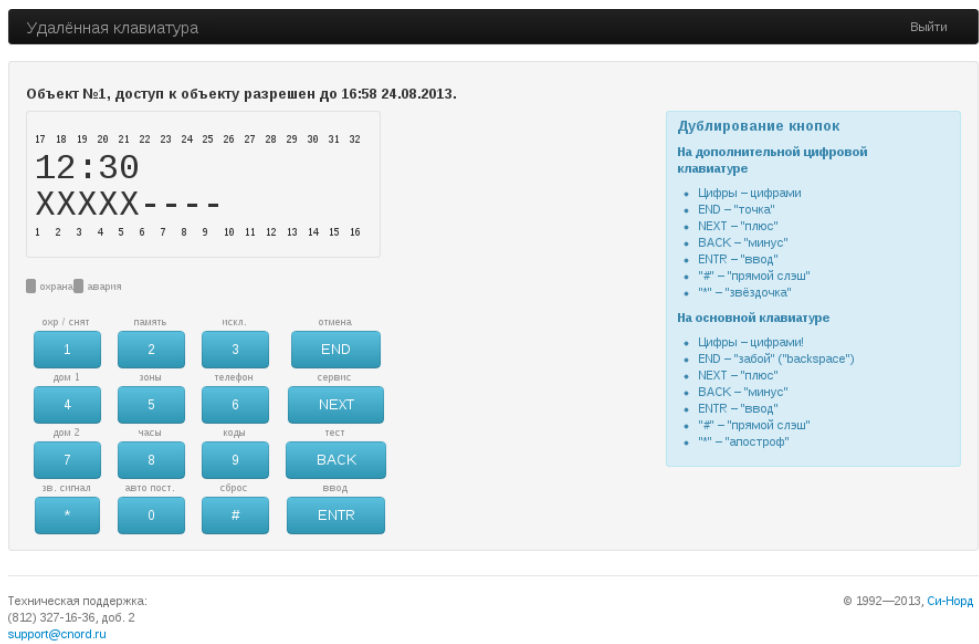 Удалённая клавиатура
Выйти
Объект №1, доступ к объекту разрешен до 16:58 24.08.2013.
17 18 19 20 21 22 23 24 25 26 27 28 29 30 31 32
12:30
XXXXX----
1 2 3 4 5 6 7 8 9 10 11 12 13 14 15 16
охрана авария
охр / снят память искл. отмена
1 2 3 END
дом 1 зоны телефон сервис
4 5 6 NEXT
дом 2 часы коды тест
7 8 9 BACK
зв. сигнал авто пост. сброс ввод
* 0 # ENTR
Дублирование кнопок
На дополнительной цифровой
клавиатуре
Цифры – цифрами
END – "точка"
NEXT – "плюс"
BACK – "минус"
ENTR – "ввод"
"#" – "прямой слэш"
"*" – "звёздочка"
На основной клавиатуре
Цифры – цифрами!
END – "забой" ("backspace")
NEXT – "плюс"
BACK – "минус"
ENTR – "ввод"
"#" – "прямой слэш"
"*" – "апостроф"
Техническая поддержка:
(812) 327-16-36, доб. 2
support@cnord.ru
© 1992—2013, Си-Норд